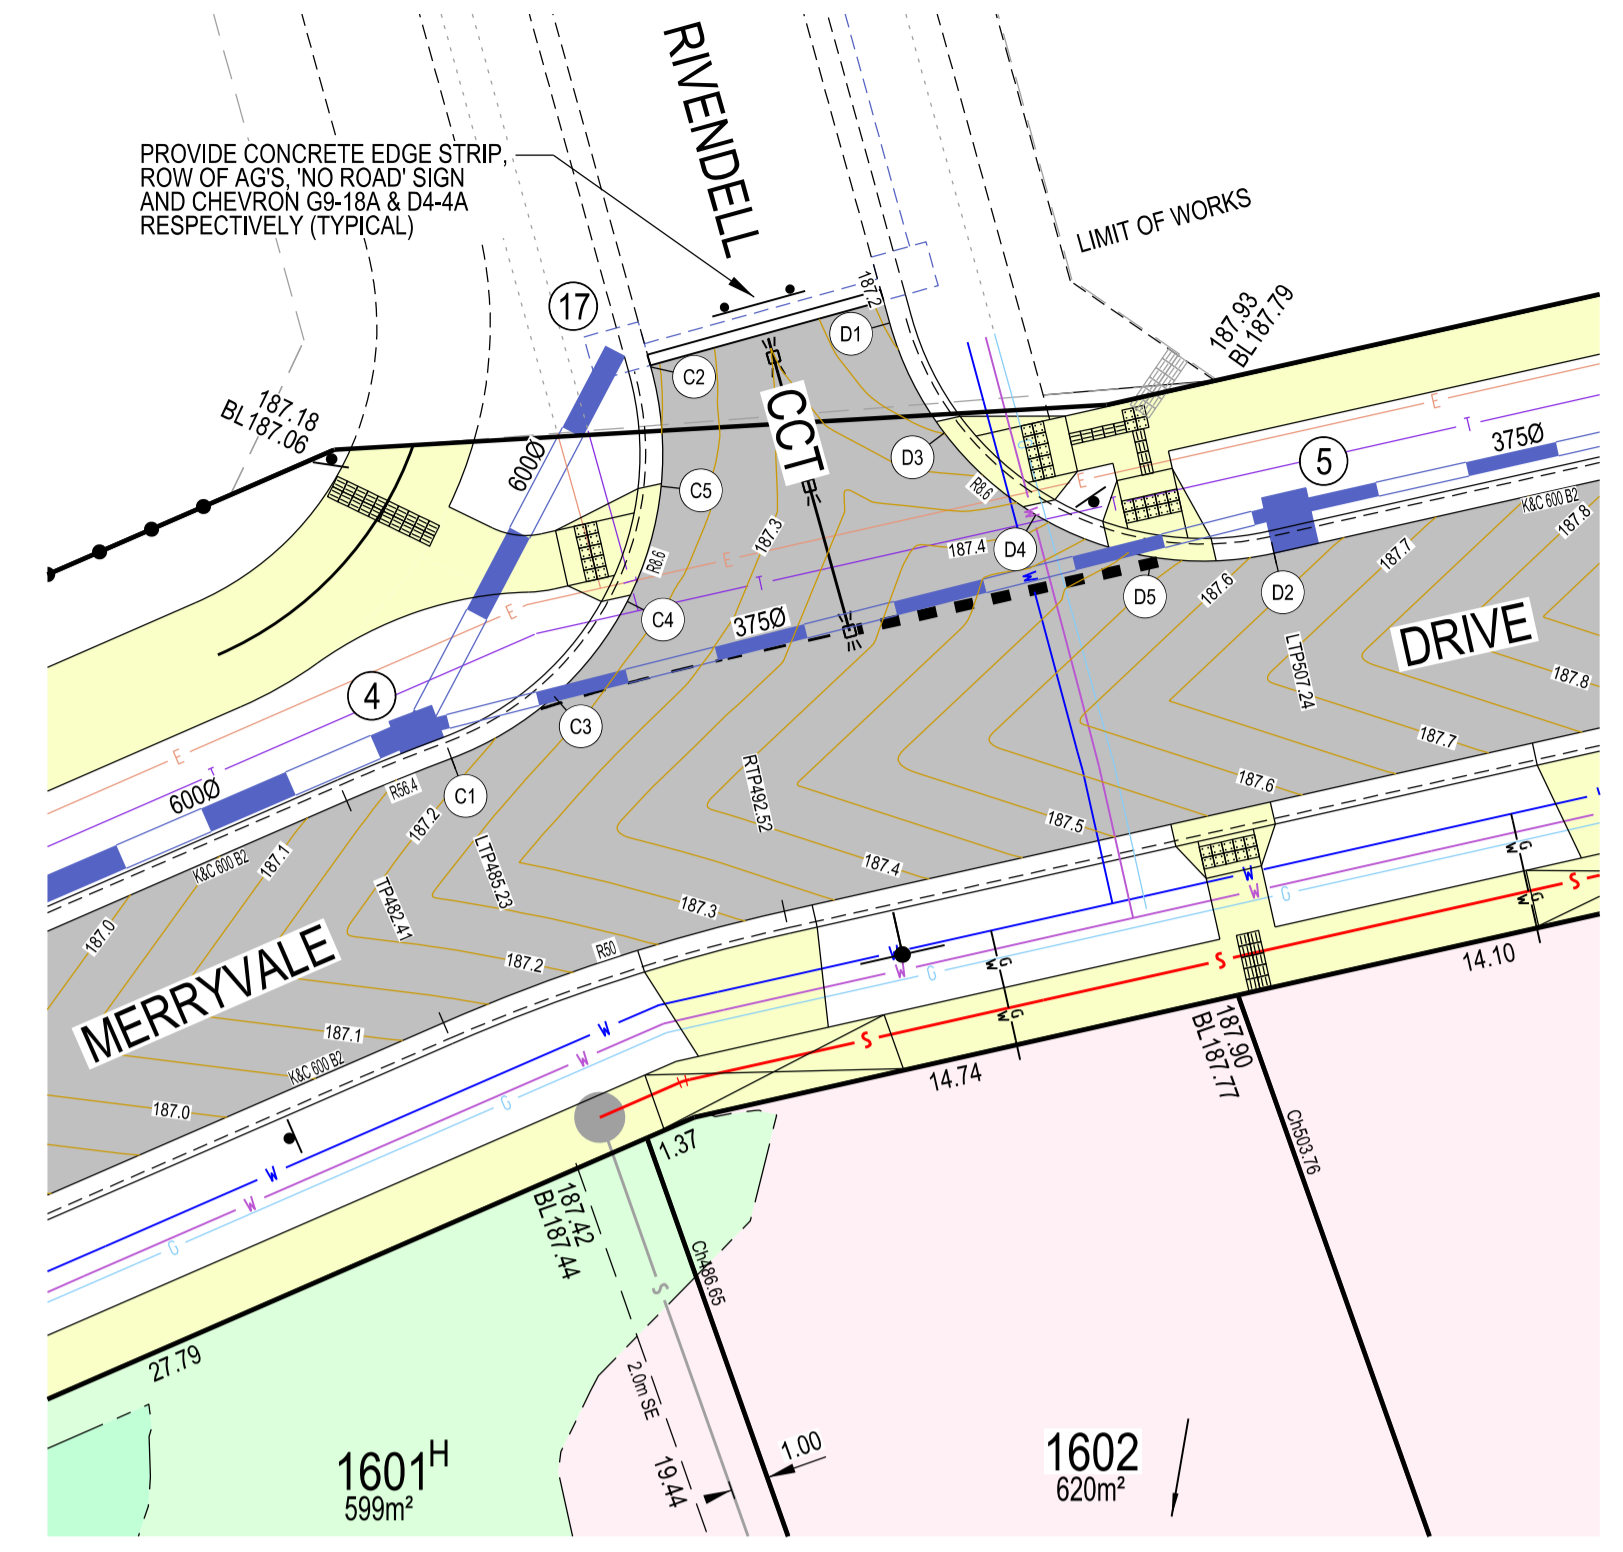 RIVENDELL
CCT
PROVIDE CONCRETE EDGE STRIP,
ROW OF AG'S, 'NO ROAD' SIGN
AND CHEVRON G9-18A & D4-4A
RESPECTIVELY (TYPICAL)
LIMIT OF WORKS
17
187.2
D1
C2
187.93
BL187.79
187.18
BL187.06
600Ø
D3
C5
R8.6
E
T
375Ø
5
K&C 600 B2
187.8
187.3
187.4
D4
W
W
G
E
T
R8.6
187.7
187.6
D5
D2
E
T
C4
375Ø
DRIVE
LTP507.24
187.8
4
C3
E
T
600Ø
R56.4
C1
187.7
187.6
RTP492.52
187.5
187.2
187.1
K&C 600 B2
LTP485.23
187.4
TP482.41
187.3
187.0
MERRYVALE
187.2
R50
187.1
K&C 600 B2
187.0
W
W
G
S
G
W
G
W
W
W
G
S
G
W
G
W
14.10
W
W
S
H
G
14.74
187.90
BL187.77
1.37
W
W
G
187.42
BL187.44
Ch503.76
Ch486.65
S
27.79
2.0m SE
19.44
1.00
1601H
599m²
1602
620m²